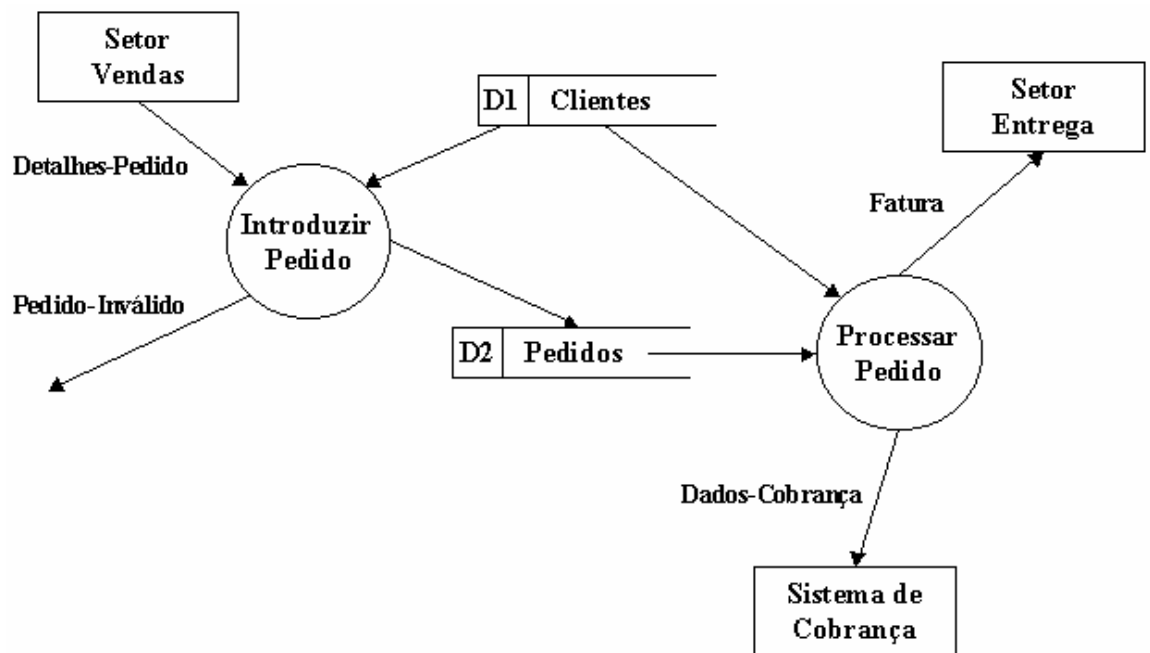 Setor
Vendas
D1 Clientes
Setor
Entrega
Detalhes-Pedido
Fatura
Introduzir
Pedido
Pedido-Inválido
D2 Pedidos
Processar
Pedido
Dados-Cobrança
Sistema de
Cobrança